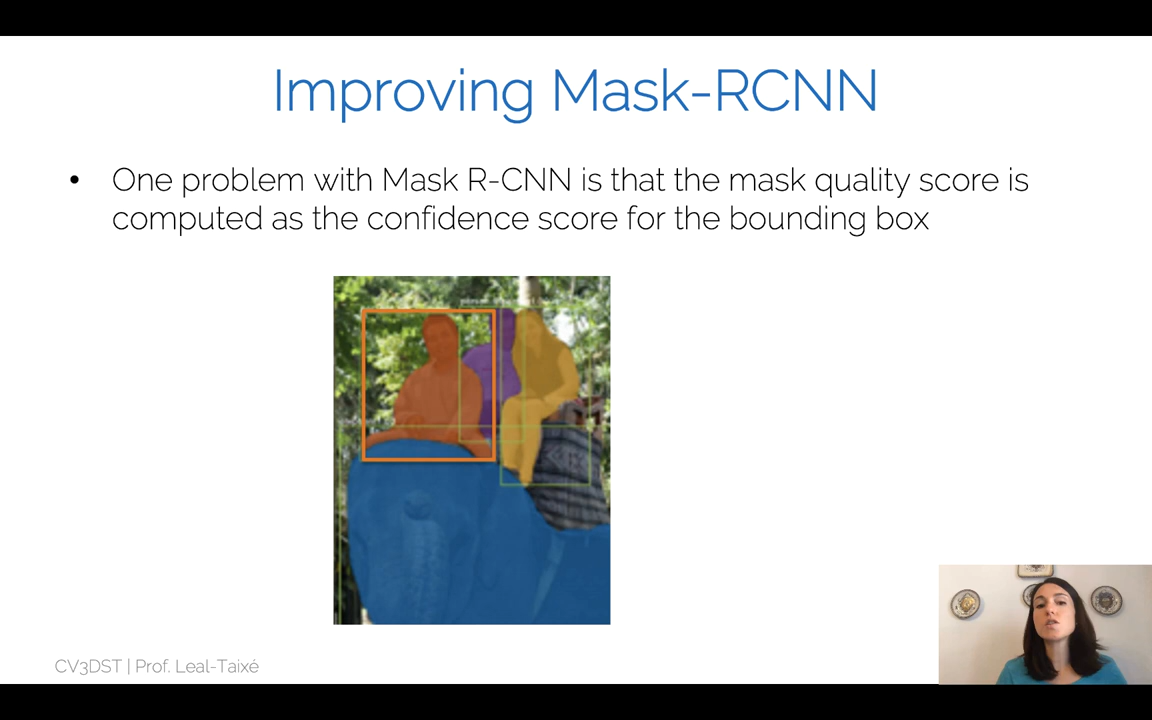 Improving Mask-RCNN
• One problem with Mask R-CNN is that the mask quality score is
computed as the confidence score for the bounding box
CV3DST | Prof. Leal-Taixé